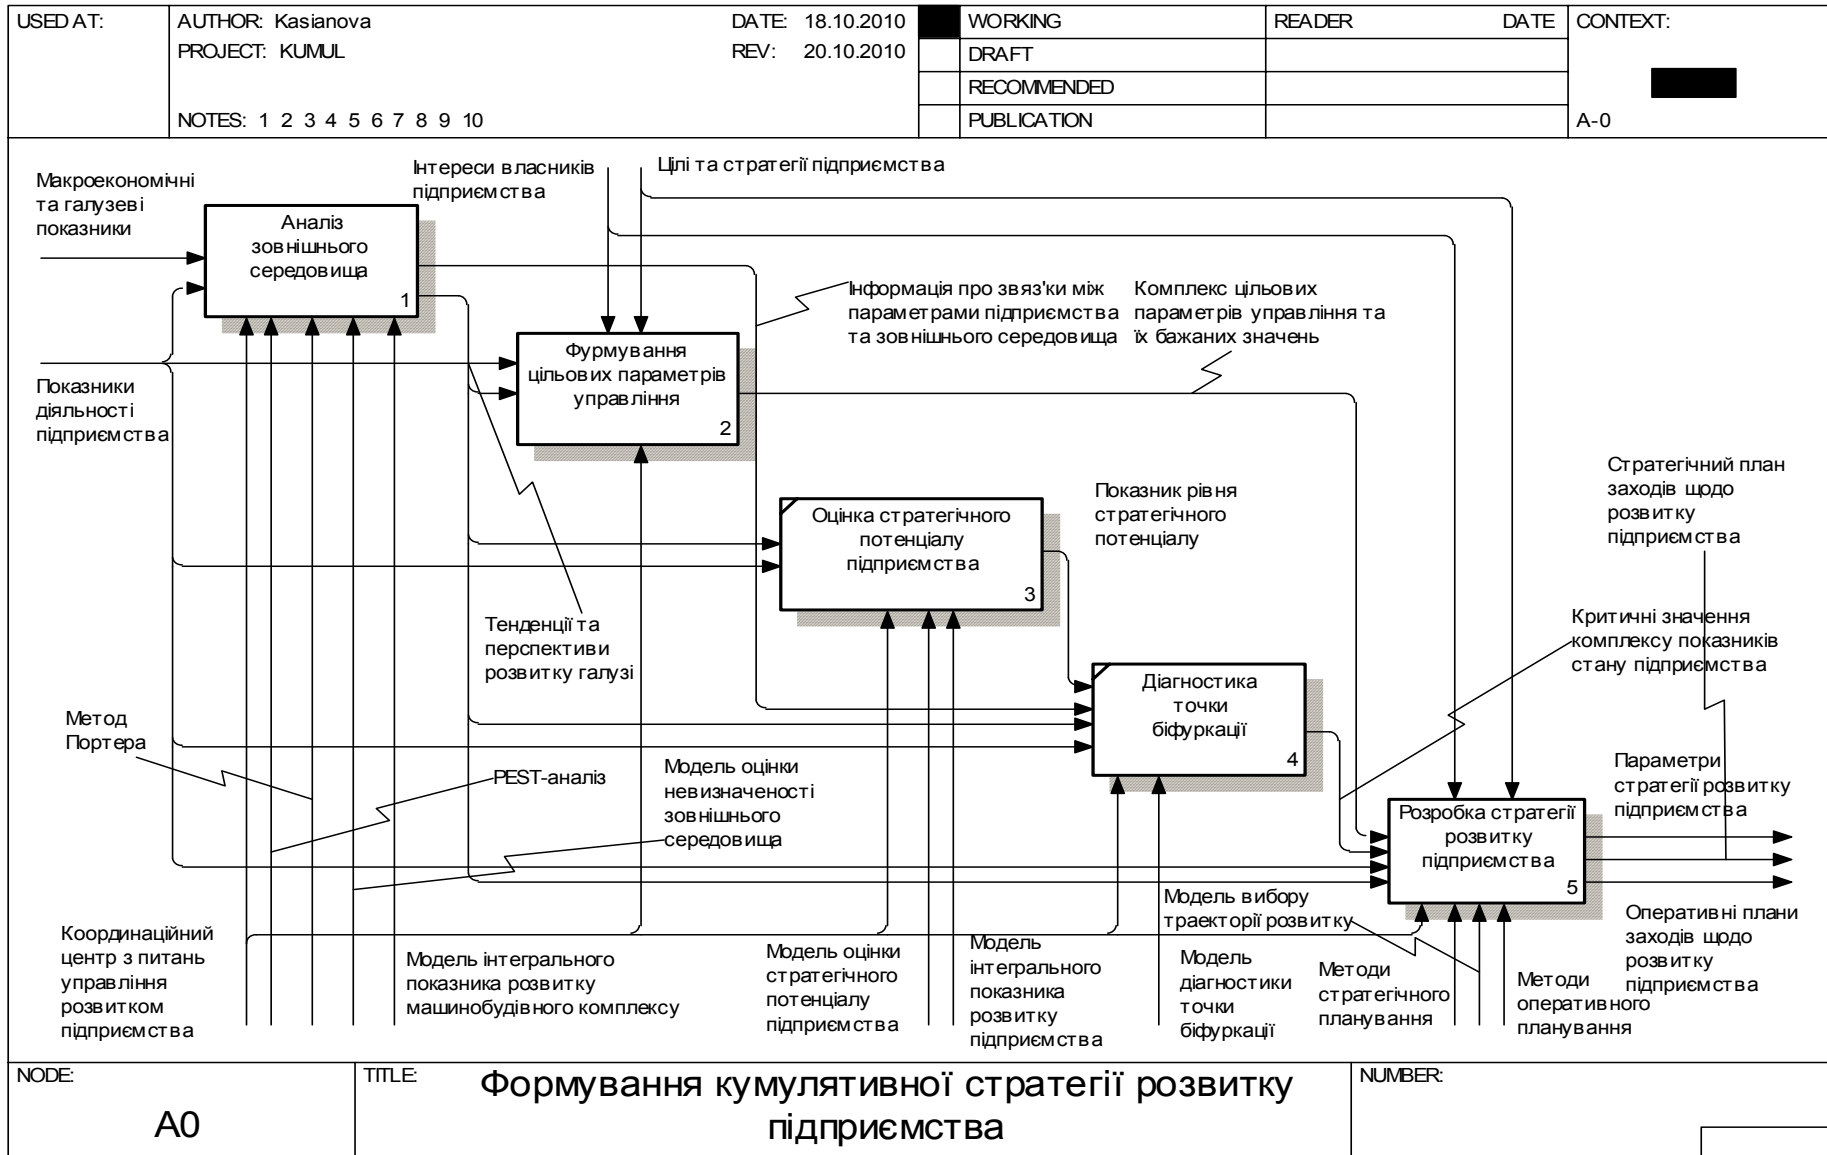 USED AT:
AUTHOR: Kasianova
DATE: 18.10.2010
WORKING
READER
DATE
CONTEXT:
PROJECT: KUMUL
REV: 20.10.2010
DRAFT
RECOMMENDED
NOTES: 1 2 3 4 5 6 7 8 9 10
PUBLICATION
A-0
Макроекономічні
та галузеві
показники
Інтереси власників
підприємства
Цілі та стратегії підприємства
Аналіз
зовнішнього
середовища
1
Інформація про звяз'ки між
параметрами підприємства
та зовнішнього середовища
Комплекс цільових
параметрів управління та
їх бажаних значень
Фурмування
цільових параметрів
управління
2
Показники
діяльності
підприємства
Стратегічний план
заходів щодо
розвитку
підприємства
Показник рівня
стратегічного
потенціалу
Оцінка стратегічного
потенціалу
підприємства
3
Тенденції та
перспективи
розвитку галузі
Критичні значення
комплексу показників
стану підприємства
Діагностика
точки
біфуркації
4
Метод
Портера
PEST-аналіз
Модель оцінки
невизначеності
зовнішнього
середовища
Параметри
стратегії розвитку
підприємства
Розробка стратегії
розвитку
підприємства
5
Модель вибору
траекторії розвитку
Оперативні плани
заходів щодо
розвитку
підприємства
Координаційний
центр з питань
управління
розвитком
підприємства
Модель інтегрального
показника розвитку
машинобудівного комплексу
Модель оцінки
стратегічного
потенціалу
підприємства
Модель
інтегрального
показника
розвитку
підприємства
Модель
діагностики
точки
біфуркації
Методи
стратегічного
планування
Методи
оперативного
планування
NODE:
A0
TITLE:
Формування кумулятивної стратегії розвитку
підприємства
NUMBER: